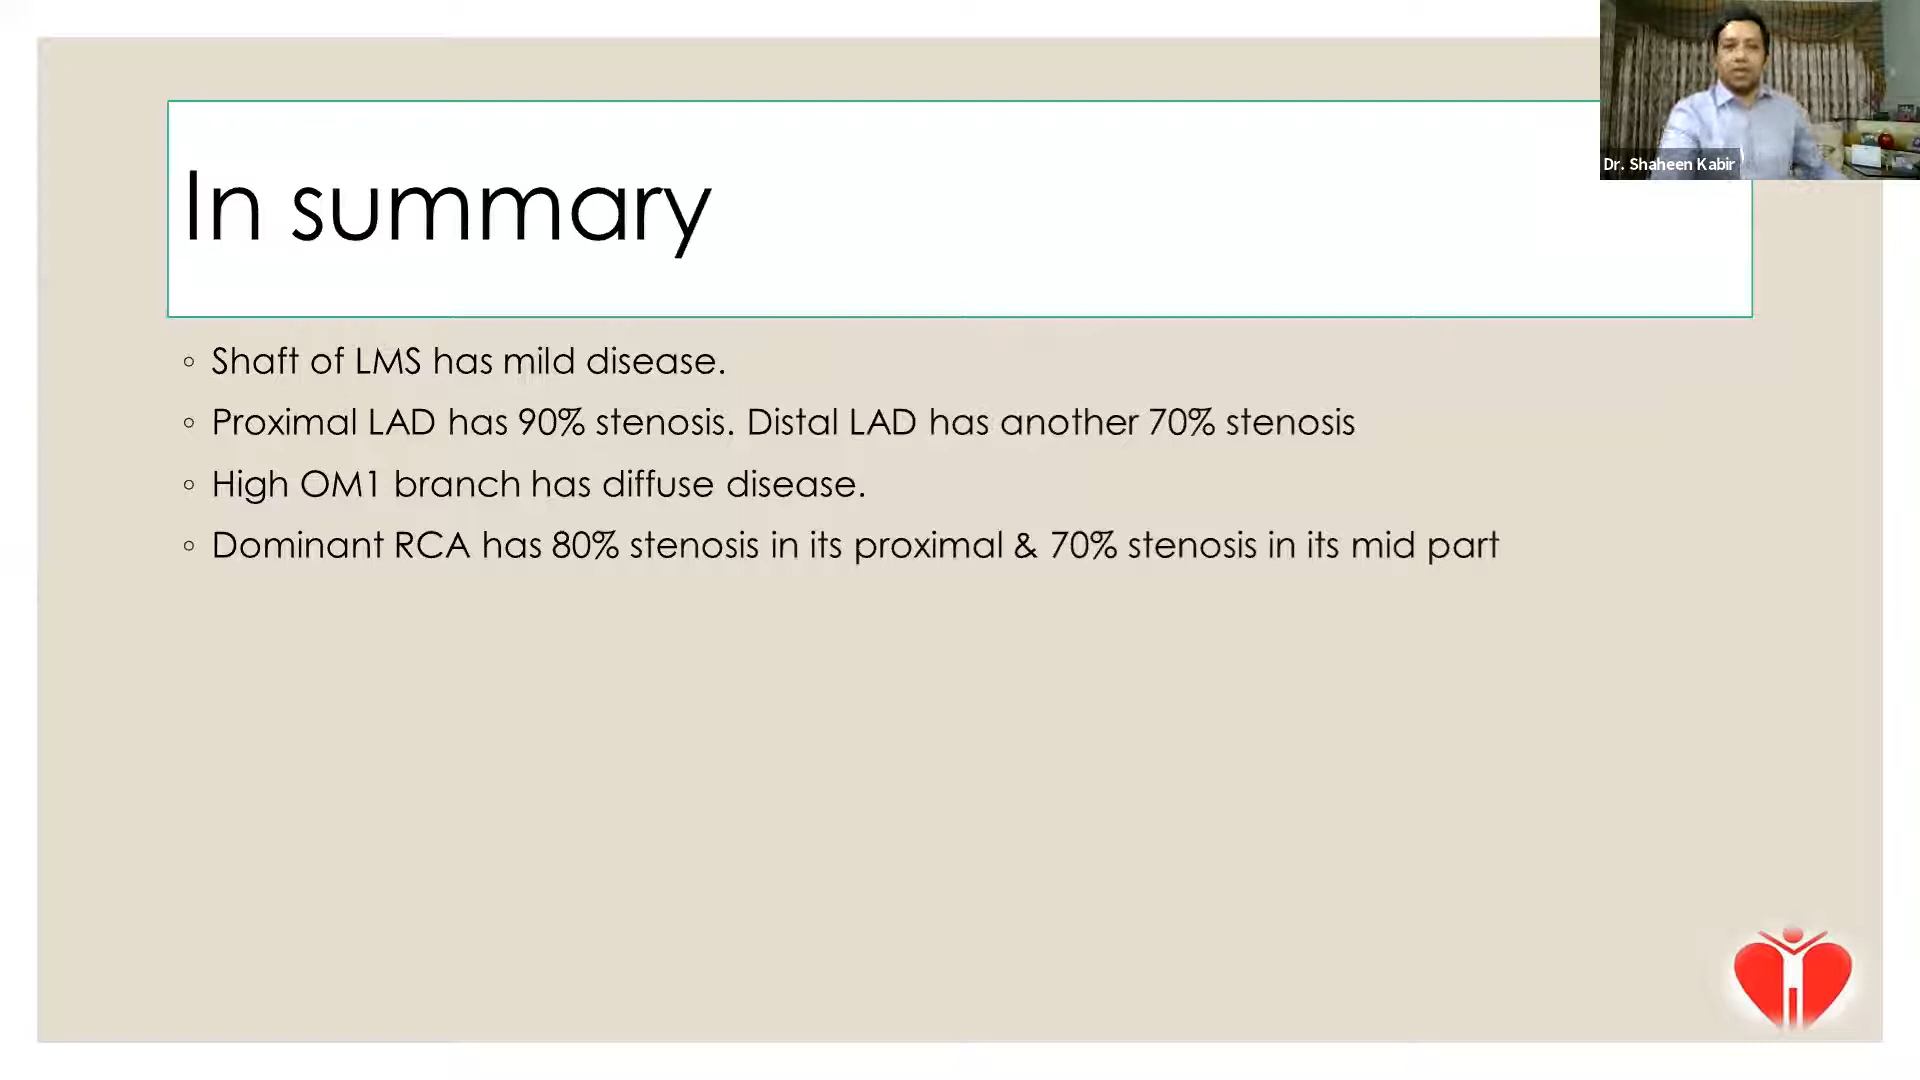 Dr. Shaheen Kabir
In summary
◦ Shaft of LMS has mild disease.
◦ Proximal LAD has 90% stenosis. Distal LAD has another 70% stenosis
◦ High OM1 branch has diffuse disease.
◦ Dominant RCA has 80% stenosis in its proximal & 70% stenosis in its mid part